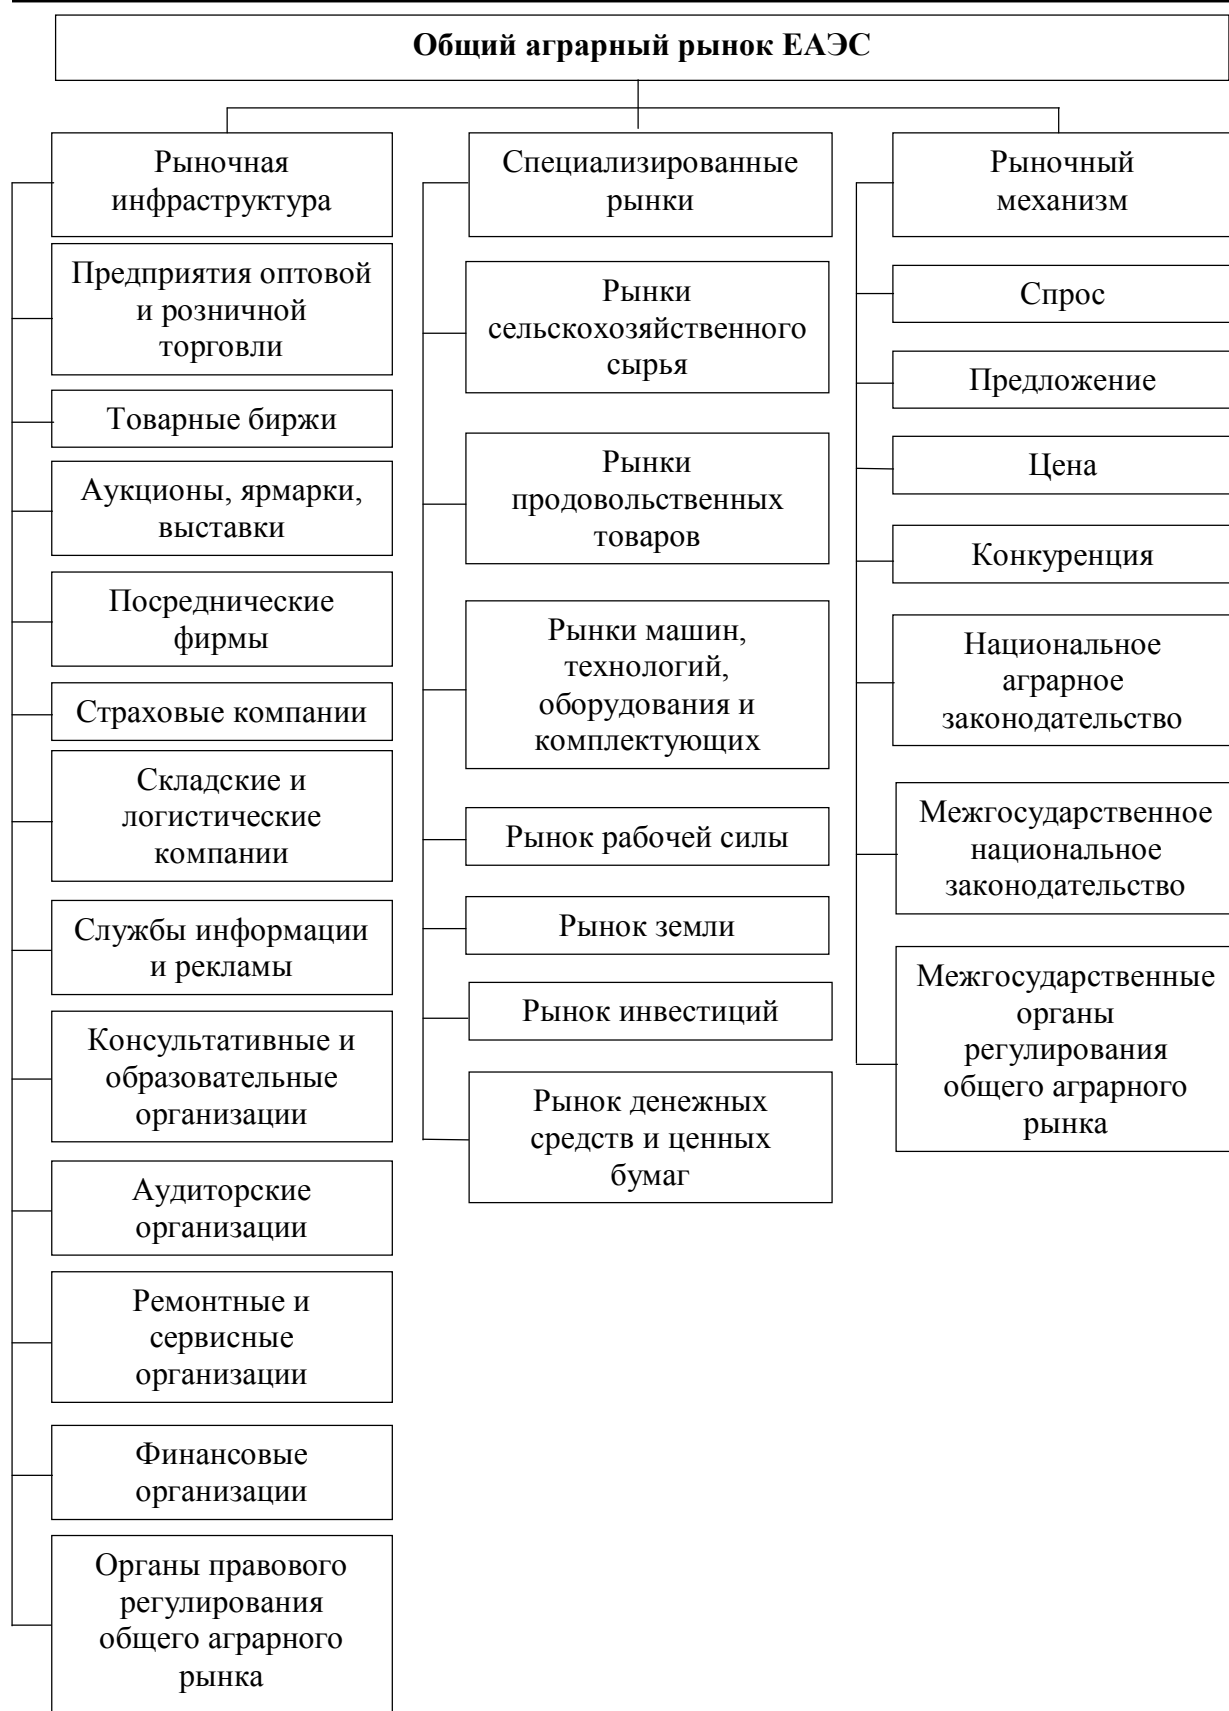 Общий аграрный рынок ЕАЭС
Рыночная
инфраструктура
Предприятия оптовой
и розничной
торговли
Товарные биржи
Аукционы, ярмарки,
выставки
Посреднические
фирмы
Страховые компании
Складские и
логистические
компании
Службы информации
и рекламы
Консультативные и
образовательные
организации
Аудиторские
организации
Ремонтные и
сервисные
организации
Финансовые
организации
Органы правового
регулирования
общего аграрного
рынка
Специализированные
рынки
Рынки
сельскохозяйственного
сырья
Рынки
продовольственных
товаров
Рынки машин,
технологий,
оборудования и
комплектующих
Рынок рабочей силы
Рынок земли
Рынок инвестиций
Рынок денежных
средств и ценных
бумаг
Рыночный
механизм
Спрос
Предложение
Цена
Конкуренция
Национальное
аграрное
законодательство
Межгосударственное
национальное
законодательство
Межгосударственные
органы
регулирования
общего аграрного
рынка